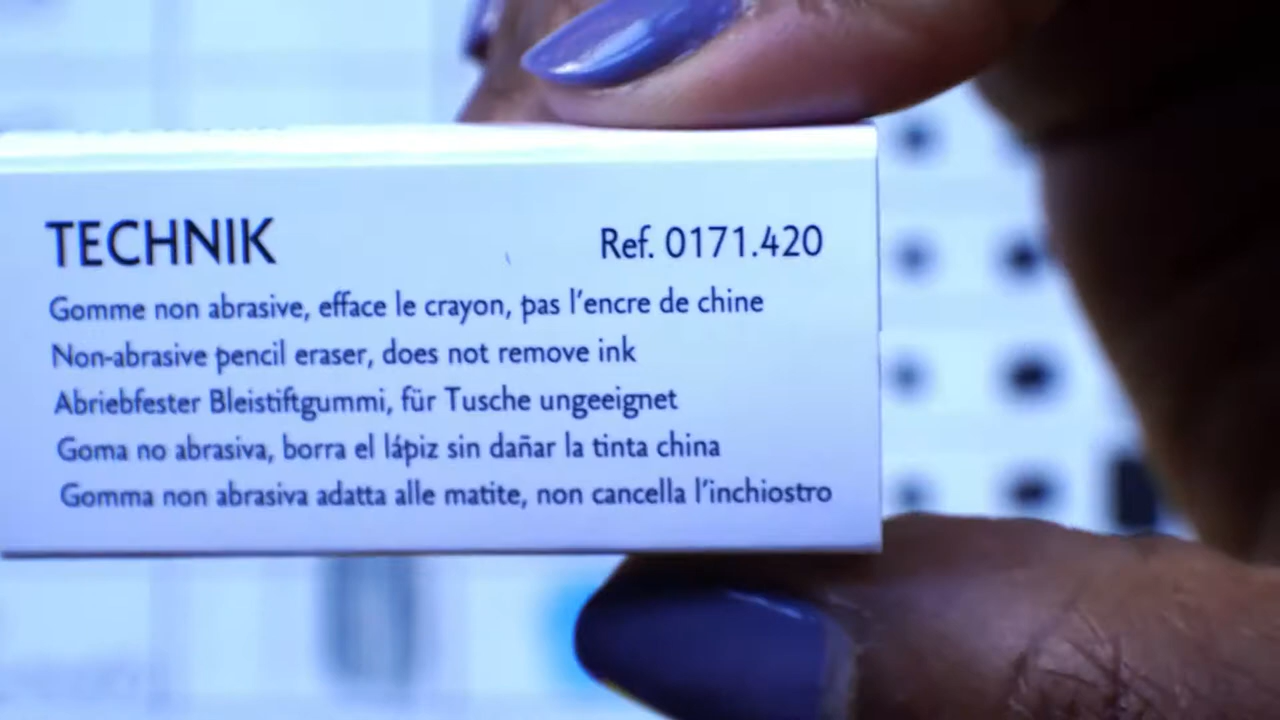 TECHNIK Ref. 0171.420
Gomme non abrasive, efface le crayon, pas l'encre de chine
Non-abrasive pencil eraser, does not remove ink
Abriebfester Bleistiftgummi, für Tusche ungeeignet
Goma no abrasiva, borra el lápiz sin dañar la tinta china
Gomma non abrasiva adatta alle matite, non cancella l'inchiostro